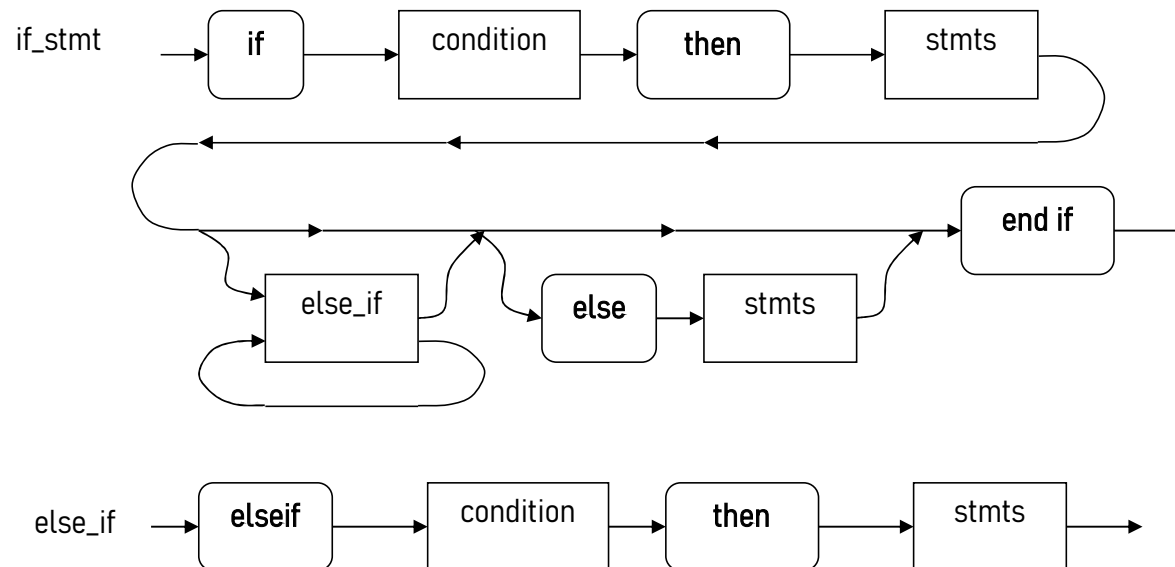 if_stmt if condition then stmts
end if
else_if else stmts
else_if elseif condition then stmts